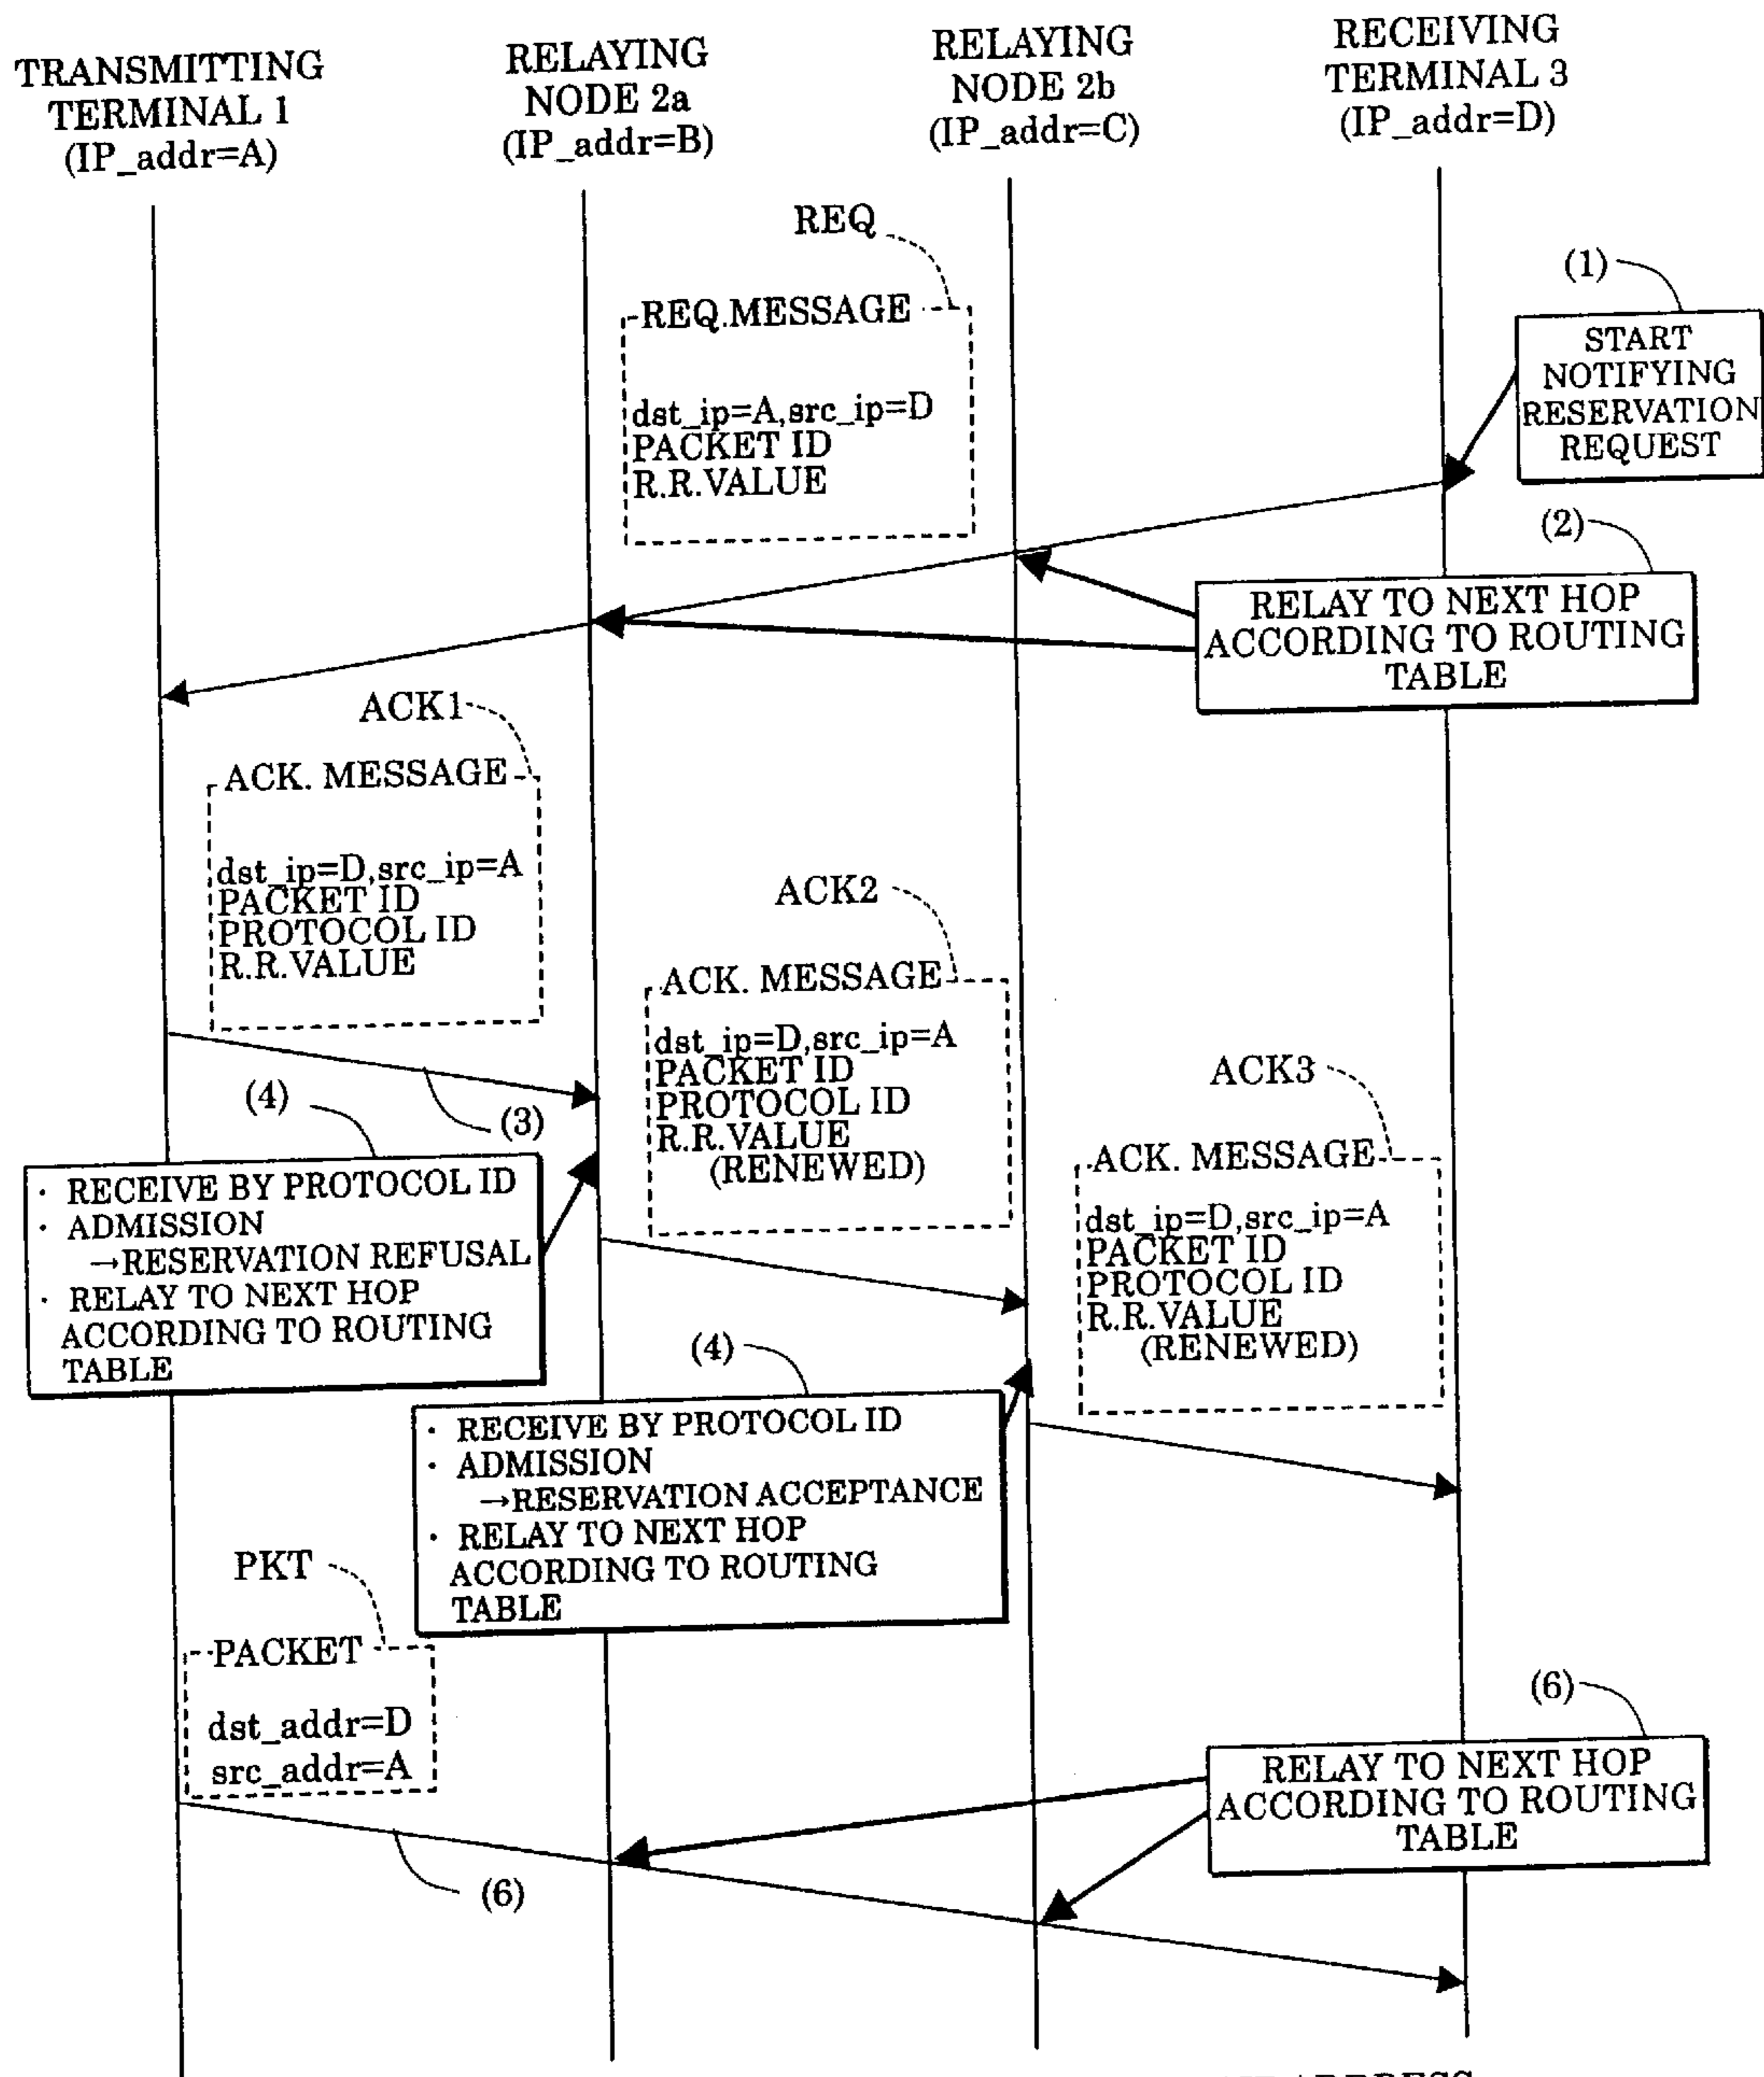 TRANSMITTING
TERMINAL 1
(IP_addr=A)
RELAYING
NODE 2a
(IP_addr=B)
RELAYING
NODE 2b
(IP_addr=C)
RECEIVING
TERMINAL 3
(IP_addr=D)
REQ
REQ.MESSAGE
dst_ip=A,src_ip=D
PACKET ID
R.R.VALUE
(1)
START
NOTIFYING
RESERVATION
REQUEST
(2)
RELAY TO NEXT HOP
ACCORDING TO ROUTING
TABLE
ACK1
ACK. MESSAGE
dst_ip=D,src_ip=A
PACKET ID
PROTOCOL ID
R.R.VALUE
(3)
ACK2
ACK. MESSAGE
dst_ip=D,src_ip=A
PACKET ID
PROTOCOL ID
R.R.VALUE
(RENEWED)
ACK3
ACK. MESSAGE
dst_ip=D,src_ip=A
PACKET ID
PROTOCOL ID
R.R.VALUE
(RENEWED)
(4)
· RECEIVE BY PROTOCOL ID
· ADMISSION
→RESERVATION REFUSAL
· RELAY TO NEXT HOP
ACCORDING TO ROUTING
TABLE
(4)
· RECEIVE BY PROTOCOL ID
· ADMISSION
→RESERVATION ACCEPTANCE
· RELAY TO NEXT HOP
ACCORDING TO ROUTING
TABLE
PKT
PACKET
dst_addr=D
src_addr=A
(6)
(6)
RELAY TO NEXT HOP
ACCORDING TO ROUTING
TABLE